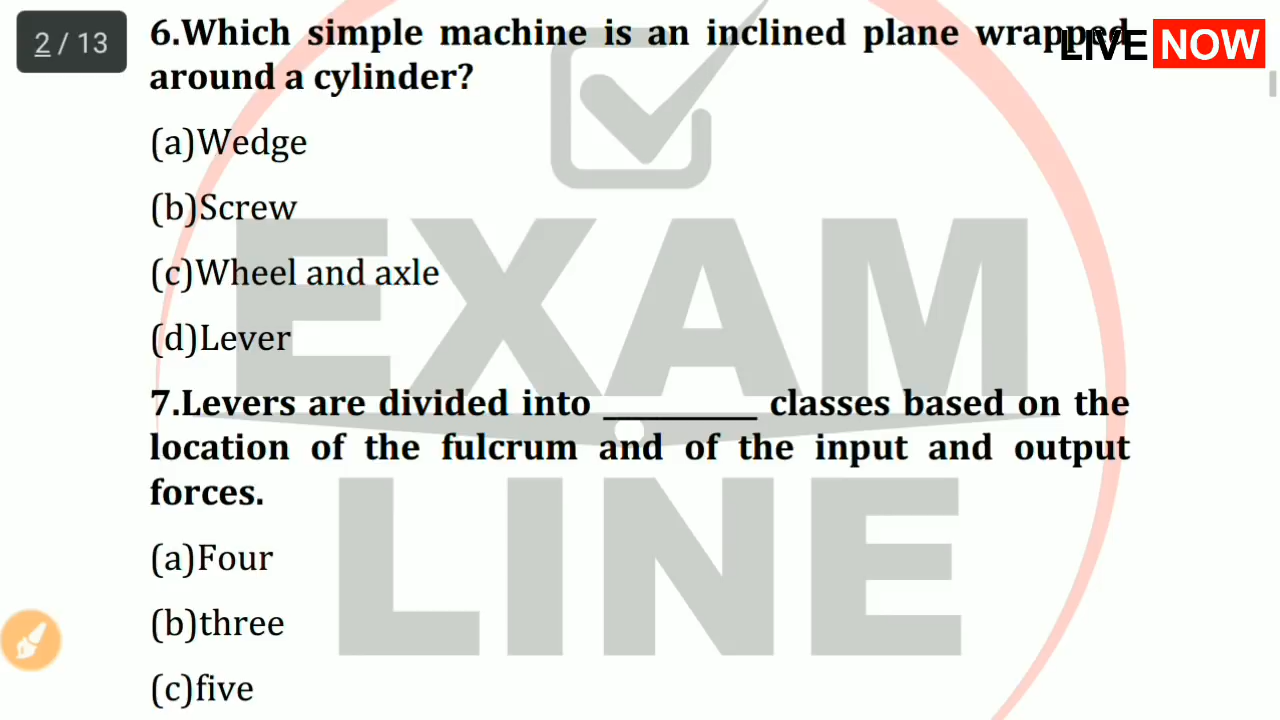 2 / 13
6.Which simple machine is an inclined plane wrapped
LIVE NOW
around a cylinder?
(a)Wedge
(b)Screw
(c)Wheel and axle
(d)Lever
7.Levers are divided into __________ classes based on the
location of the fulcrum and of the input and output
forces.
(a)Four
(b)three
(c)five
EXAM
LINE